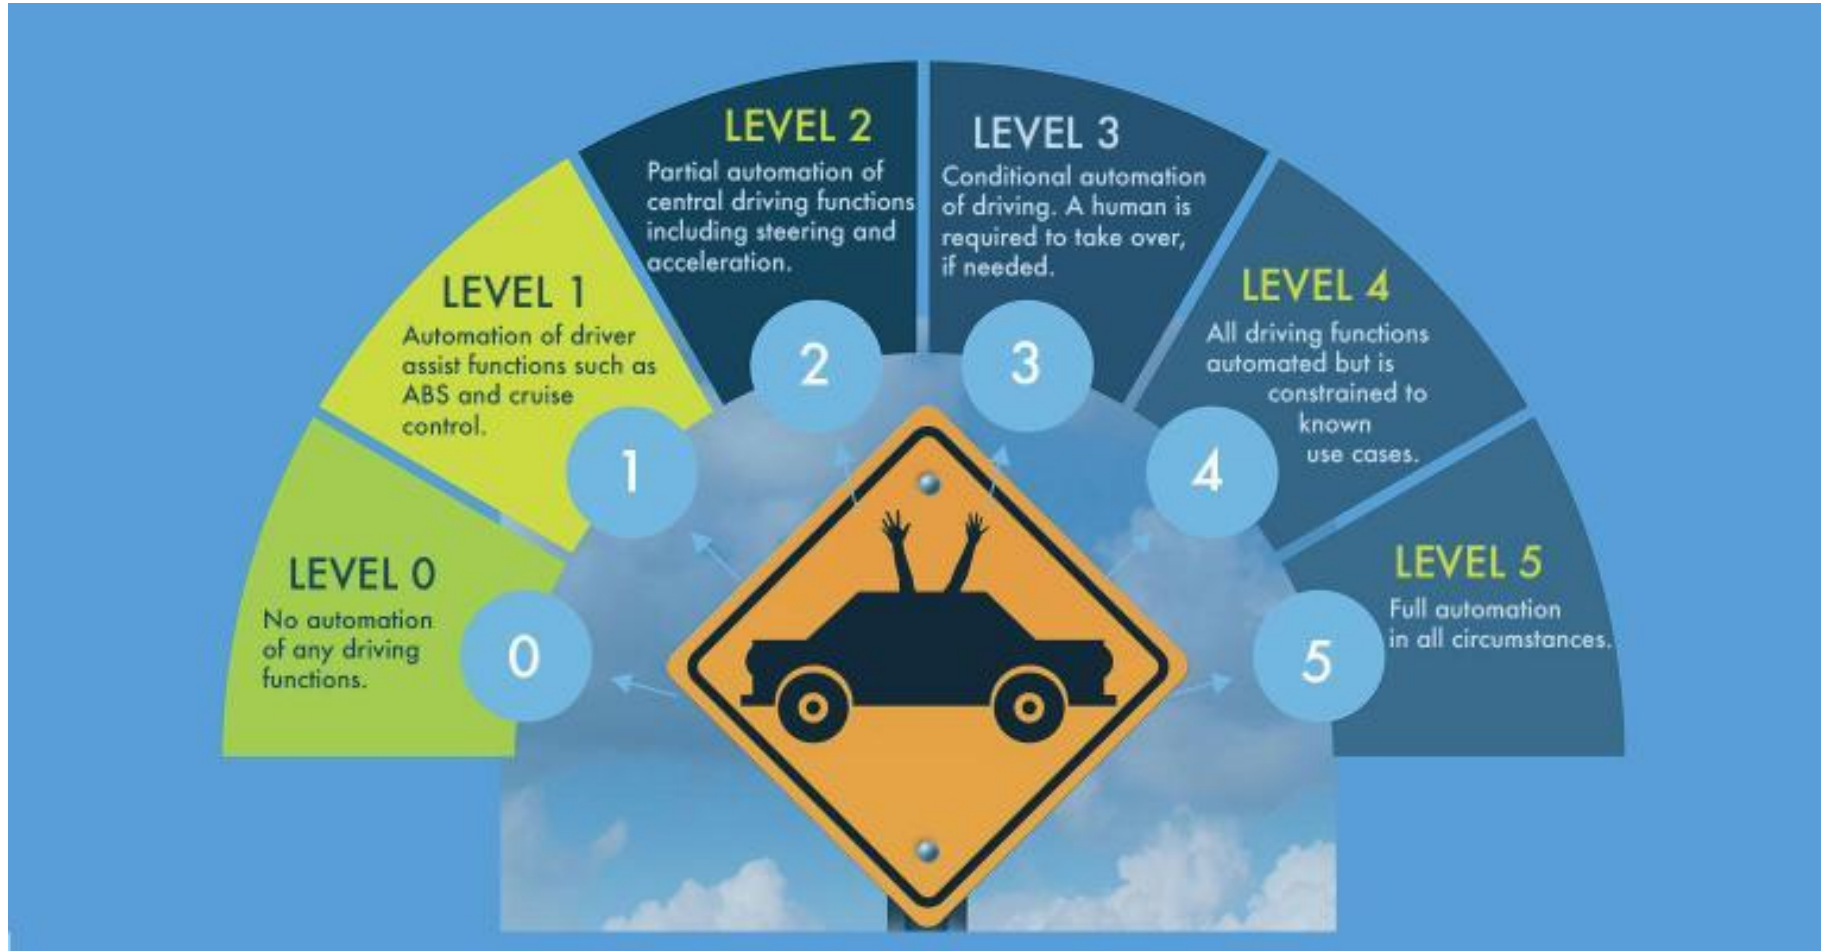 LEVEL 0
No automation
of any driving
functions.
0
LEVEL 1
Automation of driver
assist functions such as
ABS and cruise
control.
1
LEVEL 2
Partial automation of
central driving functions
including steering and
acceleration.
2
LEVEL 3
Conditional automation
of driving. A human is
required to take over,
if needed.
3
LEVEL 4
All driving functions
automated but is
constrained to
known
use cases.
4
LEVEL 5
Full automation
in all circumstances.
5